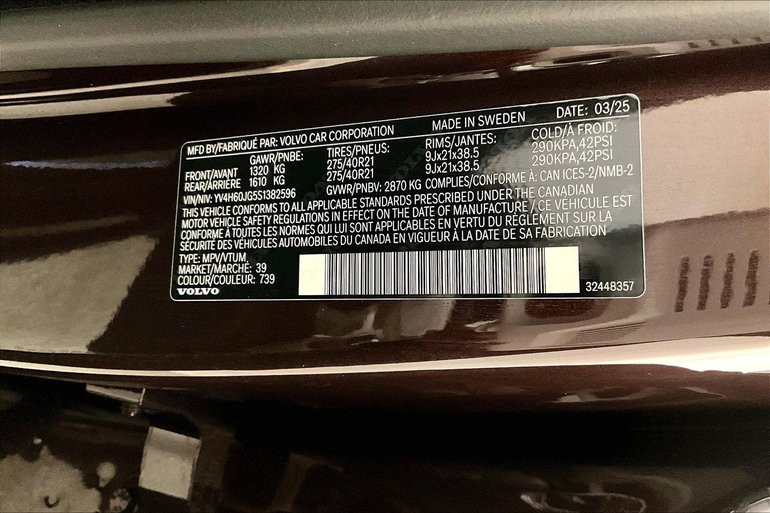 MFD BY/FABRIQUÉ PAR: VOLVO CAR CORPORATION MADE IN SWEDEN DATE: 03/25
GAWR/PNBE: TIRES/PNEUS: RIMS/JANTES: COLD/À FROID:
FRONT/AVANT 1320 KG 275/40R21 9Jx21x38.5 290KPA,42PSI
REAR/ARRIÈRE 1610 KG 275/40R21 9Jx21x38.5 290KPA,42PSI
GVWR/PNBV: 2870 KG COMPLIES/CONFORME À: CAN ICES-2/NMB-2
VIN/NIV: YV4H60JG5S1382596
THIS VEHICLE CONFORMS TO ALL APPLICABLE STANDARDS PRESCRIBED UNDER THE CANADIAN
MOTOR VEHICLE SAFETY REGULATIONS IN EFFECT ON THE DATE OF MANUFACTURE / CE VÉHICULE EST
CONFORME À TOUTES LES NORMES QUI LUI SONT APPLICABLES EN VERTU DU RÈGLEMENT SUR LA
SÉCURITÉ DES VÉHICULES AUTOMOBILES DU CANADA EN VIGUEUR À LA DATE DE SA FABRICATION
TYPE: MPV/VTUM
MARKET/MARCHÉ: 39
COLOUR/COULEUR: 739
VOLVO 32448357